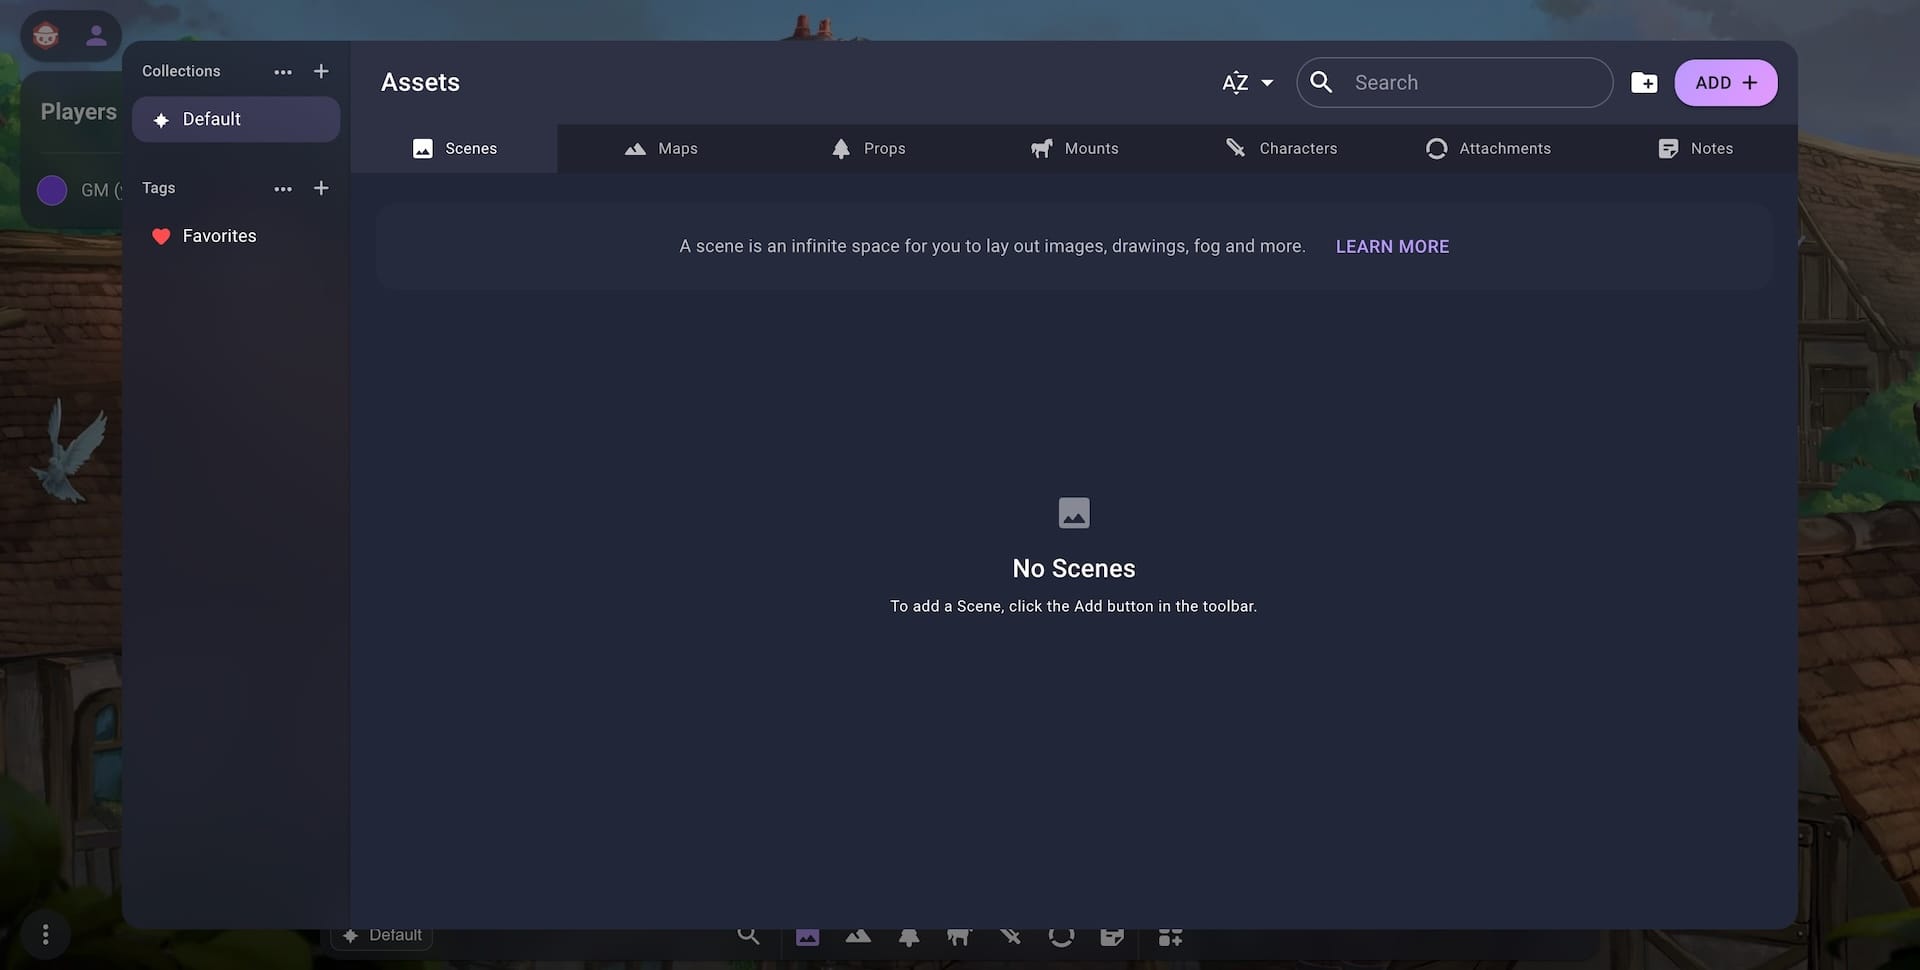 Collections
Default
Tags
Favorites
Players
GM (
Assets
AZ
Search
ADD
Scenes
Maps
Props
Mounts
Characters
Attachments
Notes
A scene is an infinite space for you to lay out images, drawings, fog and more. LEARN MORE
No Scenes
To add a Scene, click the Add button in the toolbar.
Default